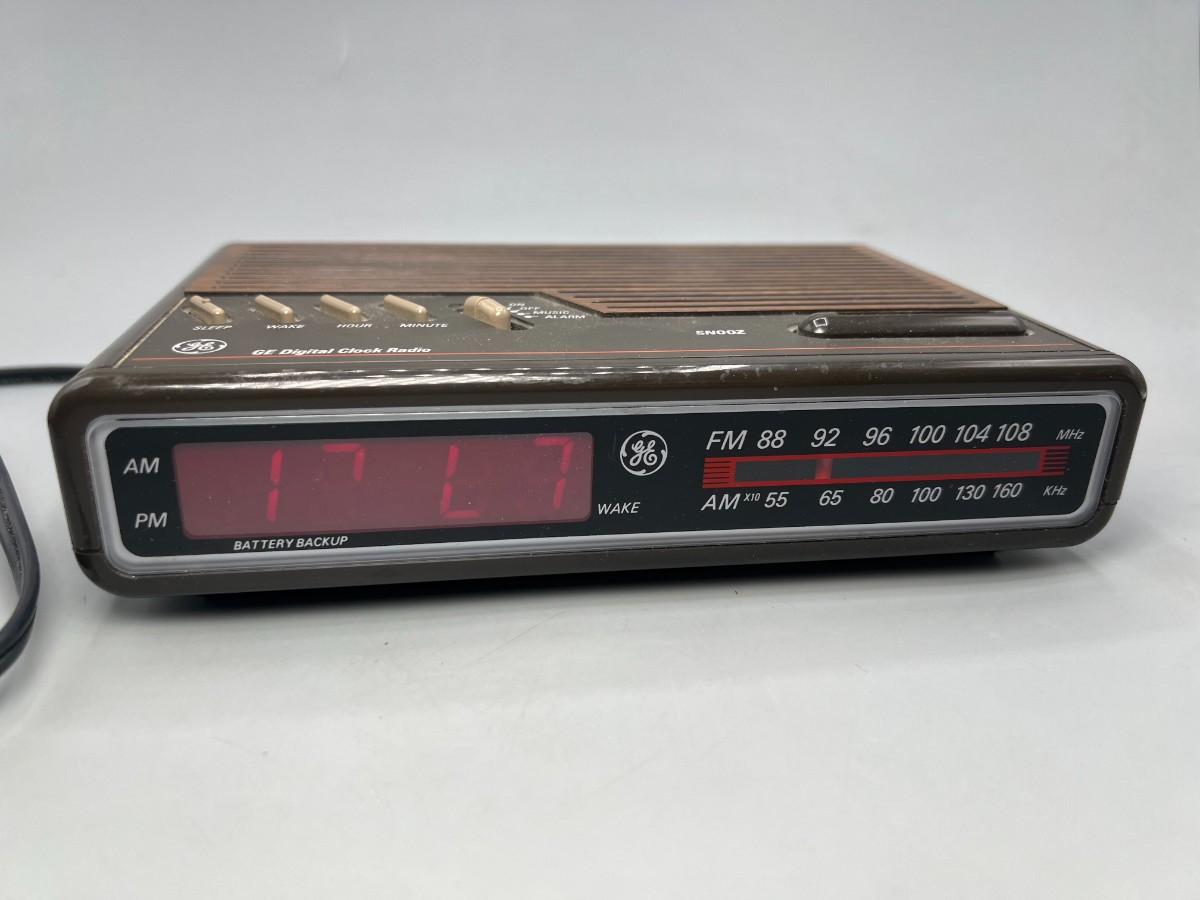 SLEEP WAKE HOUR MINUTE
ON
OFF
MUSIC
ALARM
SNOOZ
GE
GE Digital Clock Radio
AM
PM
BATTERY BACKUP
WAKE
GE
FM 88 92 96 100 104 108 MHz
AM X10 55 65 80 100 130 160 KHz